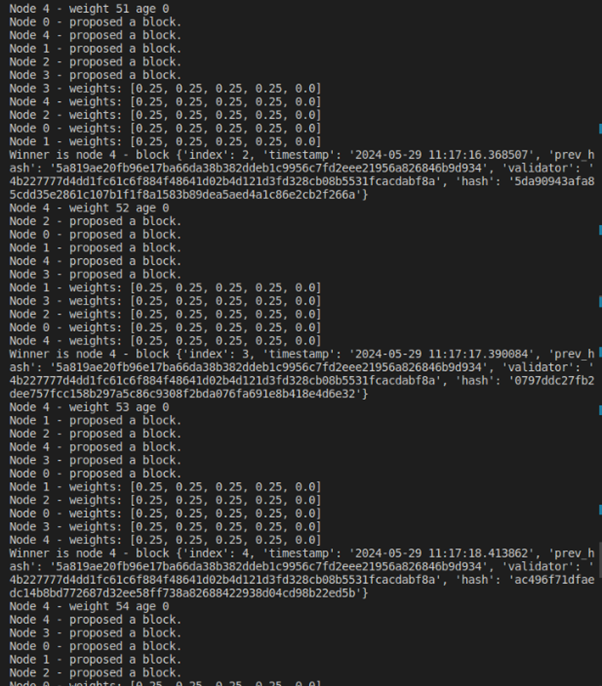 Node 4 - weight 51 age 0
Node 0 - proposed a block.
Node 4 - proposed a block.
Node 1 - proposed a block.
Node 2 - proposed a block.
Node 3 - proposed a block.
Node 3 - weights: [0.25, 0.25, 0.25, 0.25, 0.0]
Node 4 - weights: [0.25, 0.25, 0.25, 0.25, 0.0]
Node 2 - weights: [0.25, 0.25, 0.25, 0.25, 0.0]
Node 0 - weights: [0.25, 0.25, 0.25, 0.25, 0.0]
Node 1 - weights: [0.25, 0.25, 0.25, 0.25, 0.0]
Winner is node 4 - block {'index': 2, 'timestamp': '2024-05-29 11:17:16.368507', 'prev_h
ash': '5a819ae20fb96e17ba66da38b382ddeb1c9956c7fd2eee21956a826846b9d934', 'validator': '
4b227777d4dd1fc61c6f884f48641d02b4d121d3fd328cb08b5531fcacdabf8a', 'hash': '5da90943afa8
5cdd35e2861c107b1f1f8a1583b89dea5aed4a1c86e2cb2f266a'}
Node 4 - weight 52 age 0
Node 2 - proposed a block.
Node 0 - proposed a block.
Node 1 - proposed a block.
Node 4 - proposed a block.
Node 3 - proposed a block.
Node 1 - weights: [0.25, 0.25, 0.25, 0.25, 0.0]
Node 3 - weights: [0.25, 0.25, 0.25, 0.25, 0.0]
Node 2 - weights: [0.25, 0.25, 0.25, 0.25, 0.0]
Node 0 - weights: [0.25, 0.25, 0.25, 0.25, 0.0]
Node 4 - weights: [0.25, 0.25, 0.25, 0.25, 0.0]
Winner is node 4 - block {'index': 3, 'timestamp': '2024-05-29 11:17:17.390084', 'prev_h
ash': '5a819ae20fb96e17ba66da38b382ddeb1c9956c7fd2eee21956a826846b9d934', 'validator': '
4b227777d4dd1fc61c6f884f48641d02b4d121d3fd328cb08b5531fcacdabf8a', 'hash': '0797ddc27fb2
dee757fcc158b297a5c86c9308f2bda076fa691e8b418e4d6e32'}
Node 4 - weight 53 age 0
Node 1 - proposed a block.
Node 2 - proposed a block.
Node 4 - proposed a block.
Node 3 - proposed a block.
Node 0 - proposed a block.
Node 1 - weights: [0.25, 0.25, 0.25, 0.25, 0.0]
Node 2 - weights: [0.25, 0.25, 0.25, 0.25, 0.0]
Node 0 - weights: [0.25, 0.25, 0.25, 0.25, 0.0]
Node 3 - weights: [0.25, 0.25, 0.25, 0.25, 0.0]
Node 4 - weights: [0.25, 0.25, 0.25, 0.25, 0.0]
Winner is node 4 - block {'index': 4, 'timestamp': '2024-05-29 11:17:18.413862', 'prev_h
ash': '5a819ae20fb96e17ba66da38b382ddeb1c9956c7fd2eee21956a826846b9d934', 'validator': '
4b227777d4dd1fc61c6f884f48641d02b4d121d3fd328cb08b5531fcacdabf8a', 'hash': 'ac496f71dfae
dc14b8bd772687d32ee58ff738a82688422938d04cd98b22ed5b'}
Node 4 - weight 54 age 0
Node 4 - proposed a block.
Node 3 - proposed a block.
Node 0 - proposed a block.
Node 1 - proposed a block.
Node 2 - proposed a block.
Node 0 - weights: [0.25, 0.25, 0.25, 0.25, 0.0]